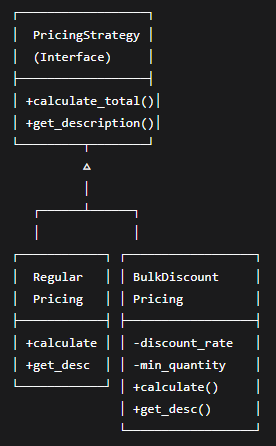 PricingStrategy
(Interface)
+calculate_total()
+get_description()
Regular
Pricing
+calculate
+get_desc
BulkDiscount
Pricing
-discount_rate
-min_quantity
+calculate()
+get_desc()